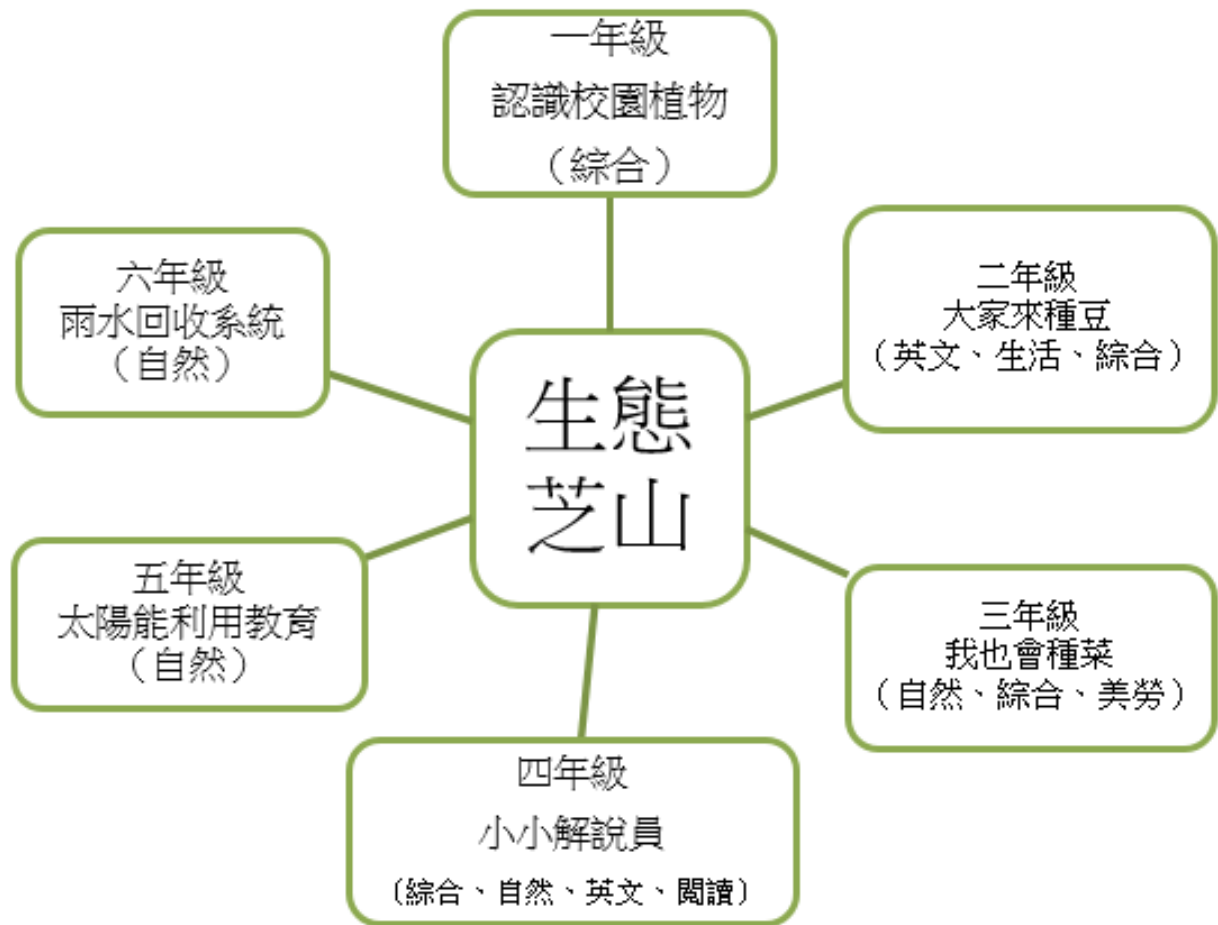 一年級
認識校園植物
（綜合）
二年級
大家來種豆
（英文、生活、綜合）
三年級
我也會種菜
（自然、綜合、美勞）
四年級
小小解說員
（綜合、自然、英文、閱讀）
五年級
太陽能利用教育
（自然）
六年級
雨水回收系統
（自然）
生態
芝山